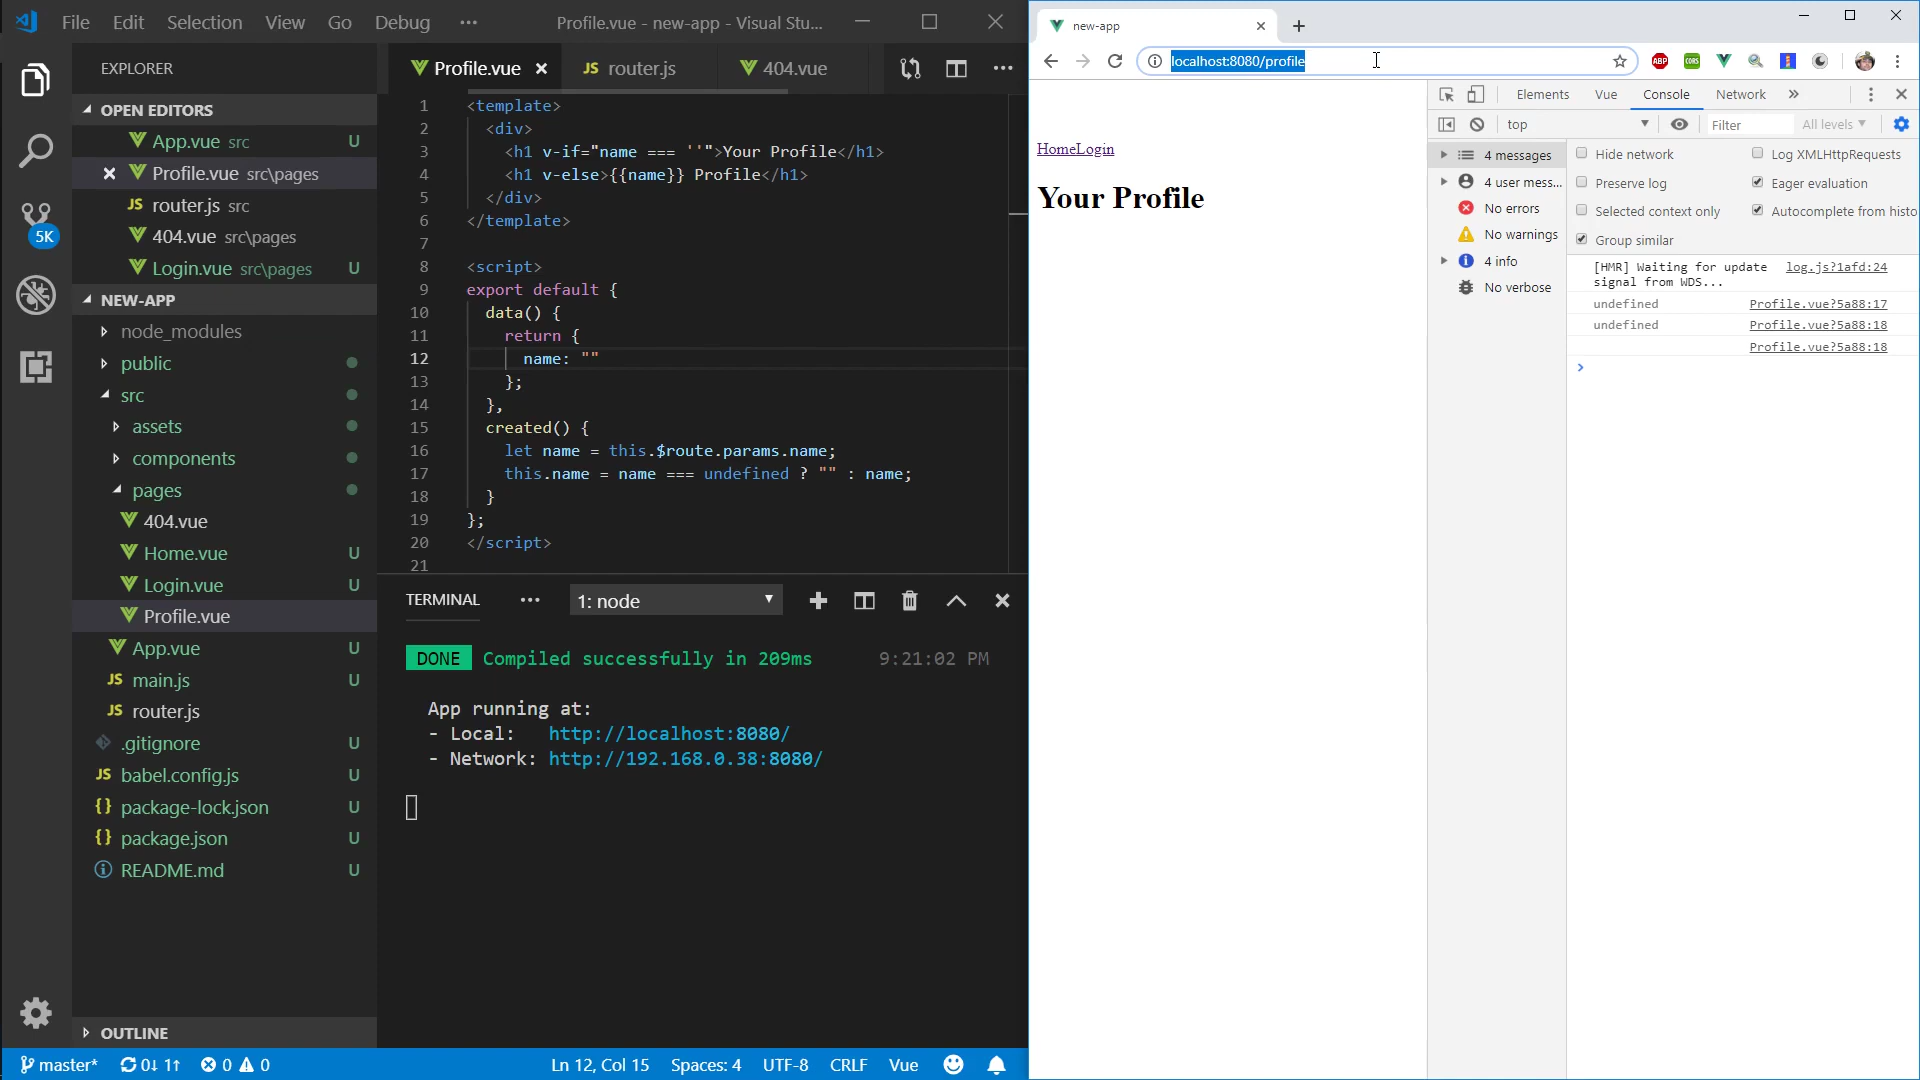 File Edit Selection View Go Debug ··· Profile.vue - new-app - Visual Stu...
EXPLORER
OPEN EDITORS
App.vue src U
Profile.vue src\pages
JS router.js src
404.vue src\pages
Login.vue src\pages U
5K
NEW-APP
node_modules
public
src
assets
components
pages
404.vue
Home.vue U
Login.vue U
Profile.vue
App.vue U
JS main.js U
JS router.js
.gitignore U
JS babel.config.js U
{} package-lock.json U
{} package.json U
README.md U
OUTLINE
Profile.vue
JS router.js
404.vue
1 <template>
2 <div>
3 <h1 v-if="name === ''">Your Profile</h1>
4 <h1 v-else>{{name}} Profile</h1>
5 </div>
6 </template>
7
8 <script>
9 export default {
10 data() {
11 return {
12 name: ""
13 };
14 },
15 created() {
16 let name = this.$route.params.name;
17 this.name = name === undefined ? "" : name;
18 }
19 };
20 </script>
21
TERMINAL ··· 1: node
DONE Compiled successfully in 209ms 9:21:02 PM
App running at:
- Local: http://localhost:8080/
- Network: http://192.168.0.38:8080/
master* 0↓ 1↑ 0 0 Ln 12, Col 15 Spaces: 4 UTF-8 CRLF Vue
new-app
localhost:8080/profile
ABP
CORS
HomeLogin
Your Profile
Elements Vue Console Network »
top Filter All levels
4 messages
4 user mess...
No errors
No warnings
4 info
No verbose
Hide network Log XMLHttpRequests
Preserve log Eager evaluation
Selected context only Autocomplete from histo
Group similar
[HMR] Waiting for update log.js?1afd:24
signal from WDS...
undefined Profile.vue?5a88:17
undefined Profile.vue?5a88:18
Profile.vue?5a88:18